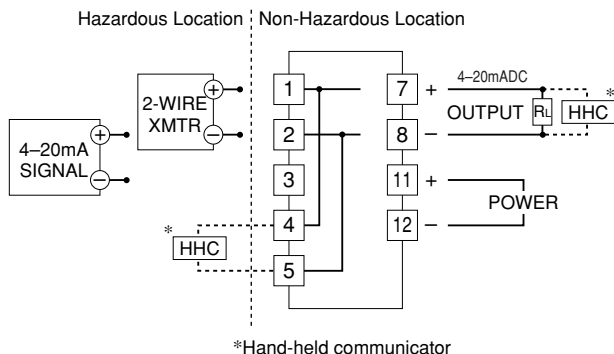 Hazardous Location
Non-Hazardous Location
1
7
+
4–20mADC
*
2-WIRE
XMTR
+
−
OUTPUT
RL
HHC
2
8
−
4–20mA
SIGNAL
+
−
3
11
+
POWER
*
HHC
4
12
−
5
*Hand-held communicator